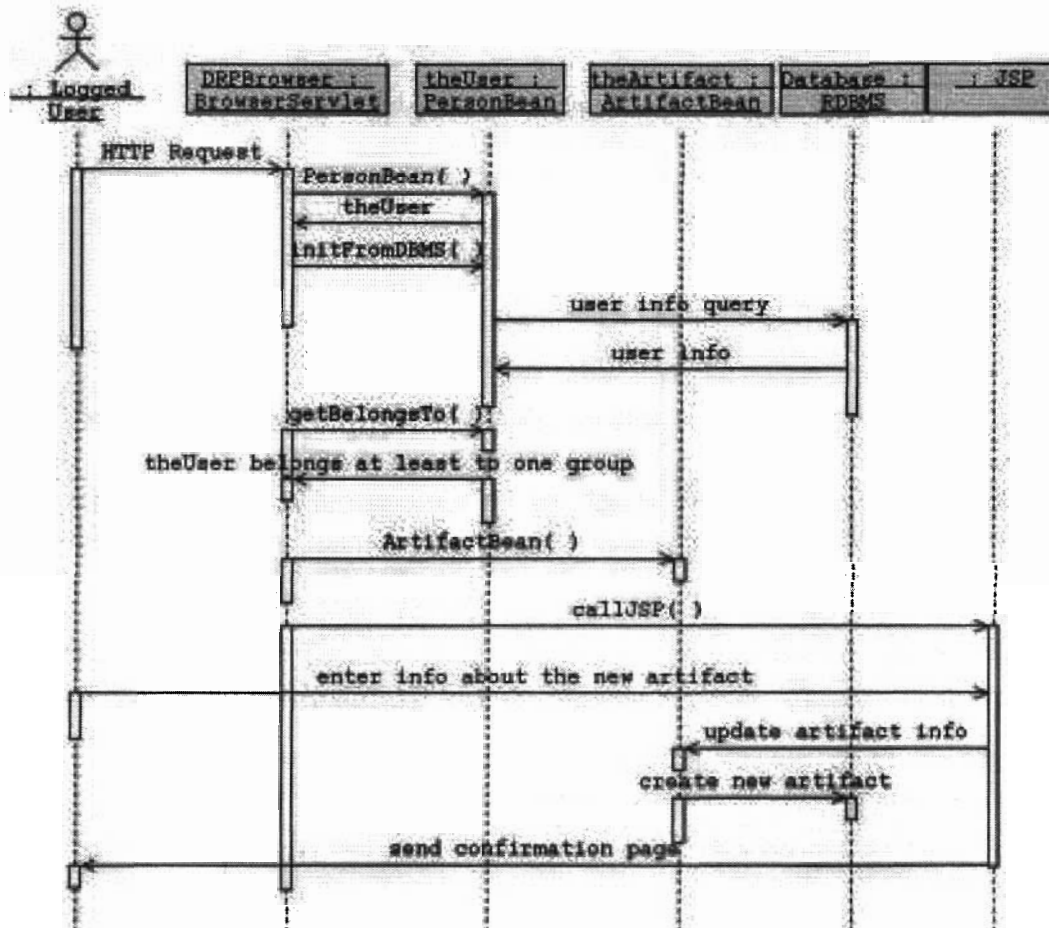 : Logged
User
DRPBrowser :
BrowserServlet
theUser :
PersonBean
theArtifact :
ArtifactBean
Database :
RDBMS
: JSP
HTTP Request
PersonBean( )
theUser
initFromDBMS( )
user info query
user info
getBelongsTo( )
theUser belongs at least to one group
ArtifactBean( )
callJSP( )
enter info about the new artifact
update artifact info
create new artifact
send confirmation page